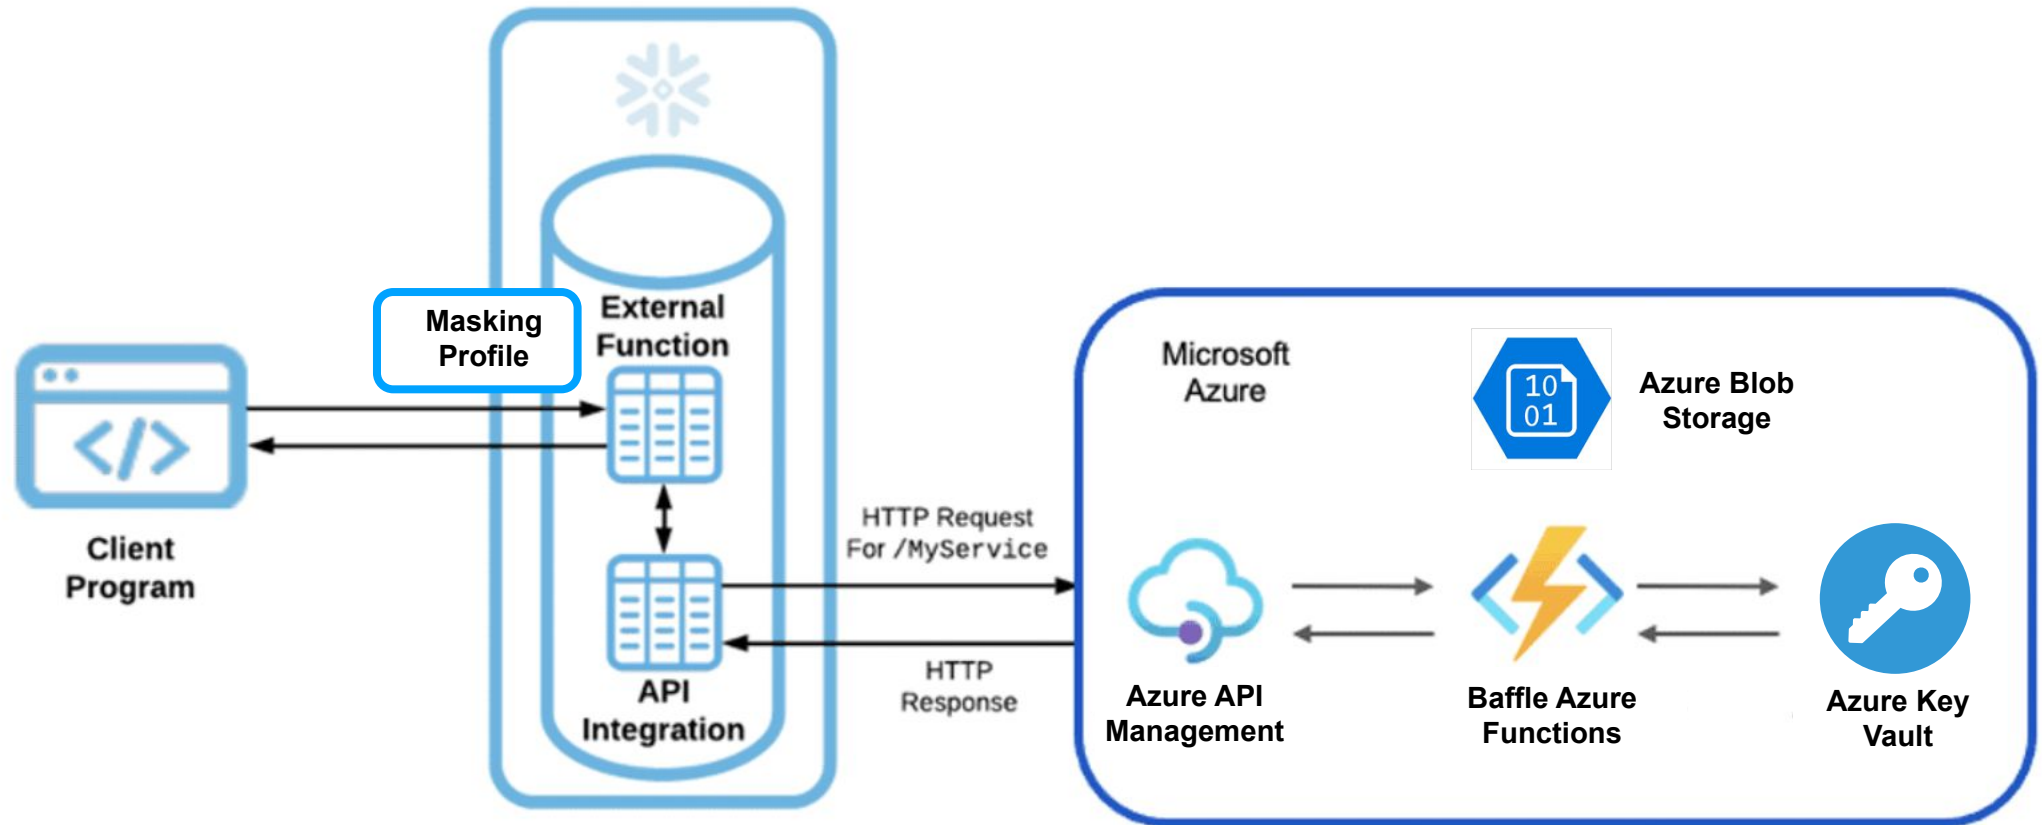 Masking
Profile
External
Function
Client
Program
API
Integration
HTTP Request
For /MyService
HTTP
Response
Microsoft
Azure
10
01
Azure Blob
Storage
Azure API
Management
Baffle Azure
Functions
Azure Key
Vault